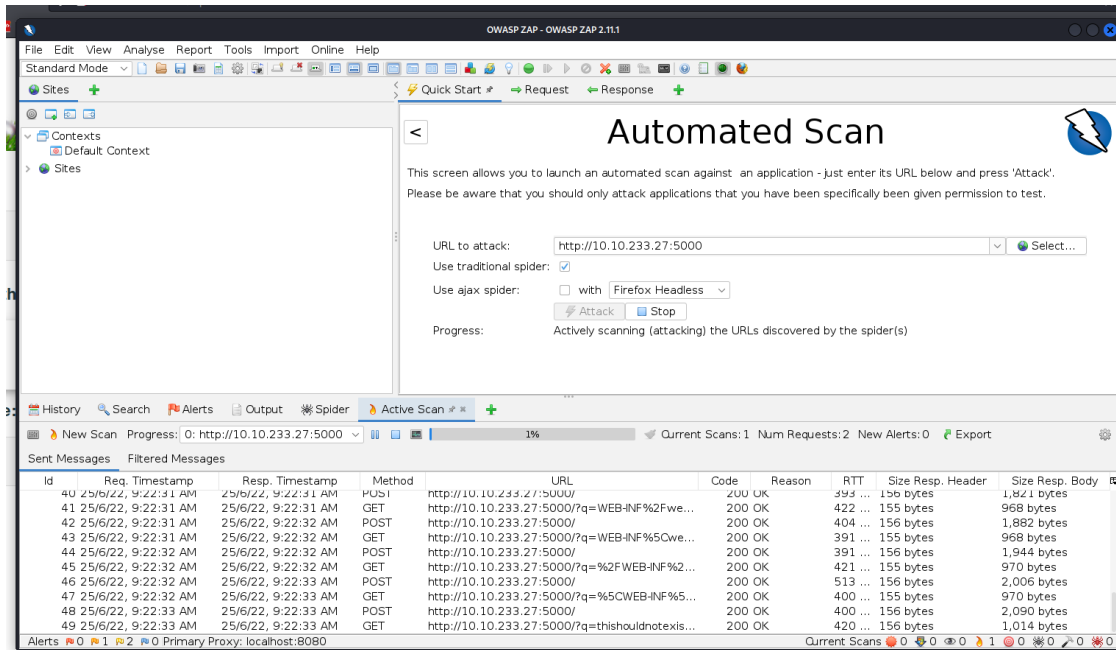 OWASP ZAP - OWASP ZAP 2.11.1
File Edit View Analyse Report Tools Import Online Help
Standard Mode
Sites
Quick Start Request Response
Contexts
Default Context
Sites
<
Automated Scan
This screen allows you to launch an automated scan against an application - just enter its URL below and press 'Attack'.
Please be aware that you should only attack applications that you have been specifically been given permission to test.
URL to attack: http://10.10.233.27:5000 Select...
Use traditional spider:
Use ajax spider: with Firefox Headless
Attack Stop
Progress: Actively scanning (attacking) the URLs discovered by the spider(s)
History Search Alerts Output Spider Active Scan
New Scan Progress: 0: http://10.10.233.27:5000 1% Current Scans: 1 Num Requests: 2 New Alerts: 0 Export
Sent Messages Filtered Messages
Id Req. Timestamp Resp. Timestamp Method URL Code Reason RTT Size Resp. Header Size Resp. Body
40 25/6/22, 9:22:31 AM 25/6/22, 9:22:31 AM POST http://10.10.233.27:5000/ 200 OK 393 ... 156 bytes 1,821 bytes
41 25/6/22, 9:22:31 AM 25/6/22, 9:22:31 AM GET http://10.10.233.27:5000/?q=WEB-INF%2Fwe... 200 OK 422 ... 155 bytes 968 bytes
42 25/6/22, 9:22:31 AM 25/6/22, 9:22:32 AM POST http://10.10.233.27:5000/ 200 OK 404 ... 156 bytes 1,882 bytes
43 25/6/22, 9:22:31 AM 25/6/22, 9:22:32 AM GET http://10.10.233.27:5000/?q=WEB-INF%5Cwe... 200 OK 391 ... 155 bytes 968 bytes
44 25/6/22, 9:22:32 AM 25/6/22, 9:22:32 AM POST http://10.10.233.27:5000/ 200 OK 391 ... 156 bytes 1,944 bytes
45 25/6/22, 9:22:32 AM 25/6/22, 9:22:32 AM GET http://10.10.233.27:5000/?q=%2FWEB-INF%2... 200 OK 421 ... 155 bytes 970 bytes
46 25/6/22, 9:22:32 AM 25/6/22, 9:22:33 AM POST http://10.10.233.27:5000/ 200 OK 513 ... 156 bytes 2,006 bytes
47 25/6/22, 9:22:32 AM 25/6/22, 9:22:33 AM GET http://10.10.233.27:5000/?q=%5CWEB-INF%5... 200 OK 400 ... 155 bytes 970 bytes
48 25/6/22, 9:22:33 AM 25/6/22, 9:22:33 AM POST http://10.10.233.27:5000/ 200 OK 400 ... 156 bytes 2,090 bytes
49 25/6/22, 9:22:33 AM 25/6/22, 9:22:33 AM GET http://10.10.233.27:5000/?q=thishouldnotexis... 200 OK 420 ... 156 bytes 1,014 bytes
Alerts 0 1 2 0 Primary Proxy: localhost:8080 Current Scans 0 0 0 1 0 0 0 0